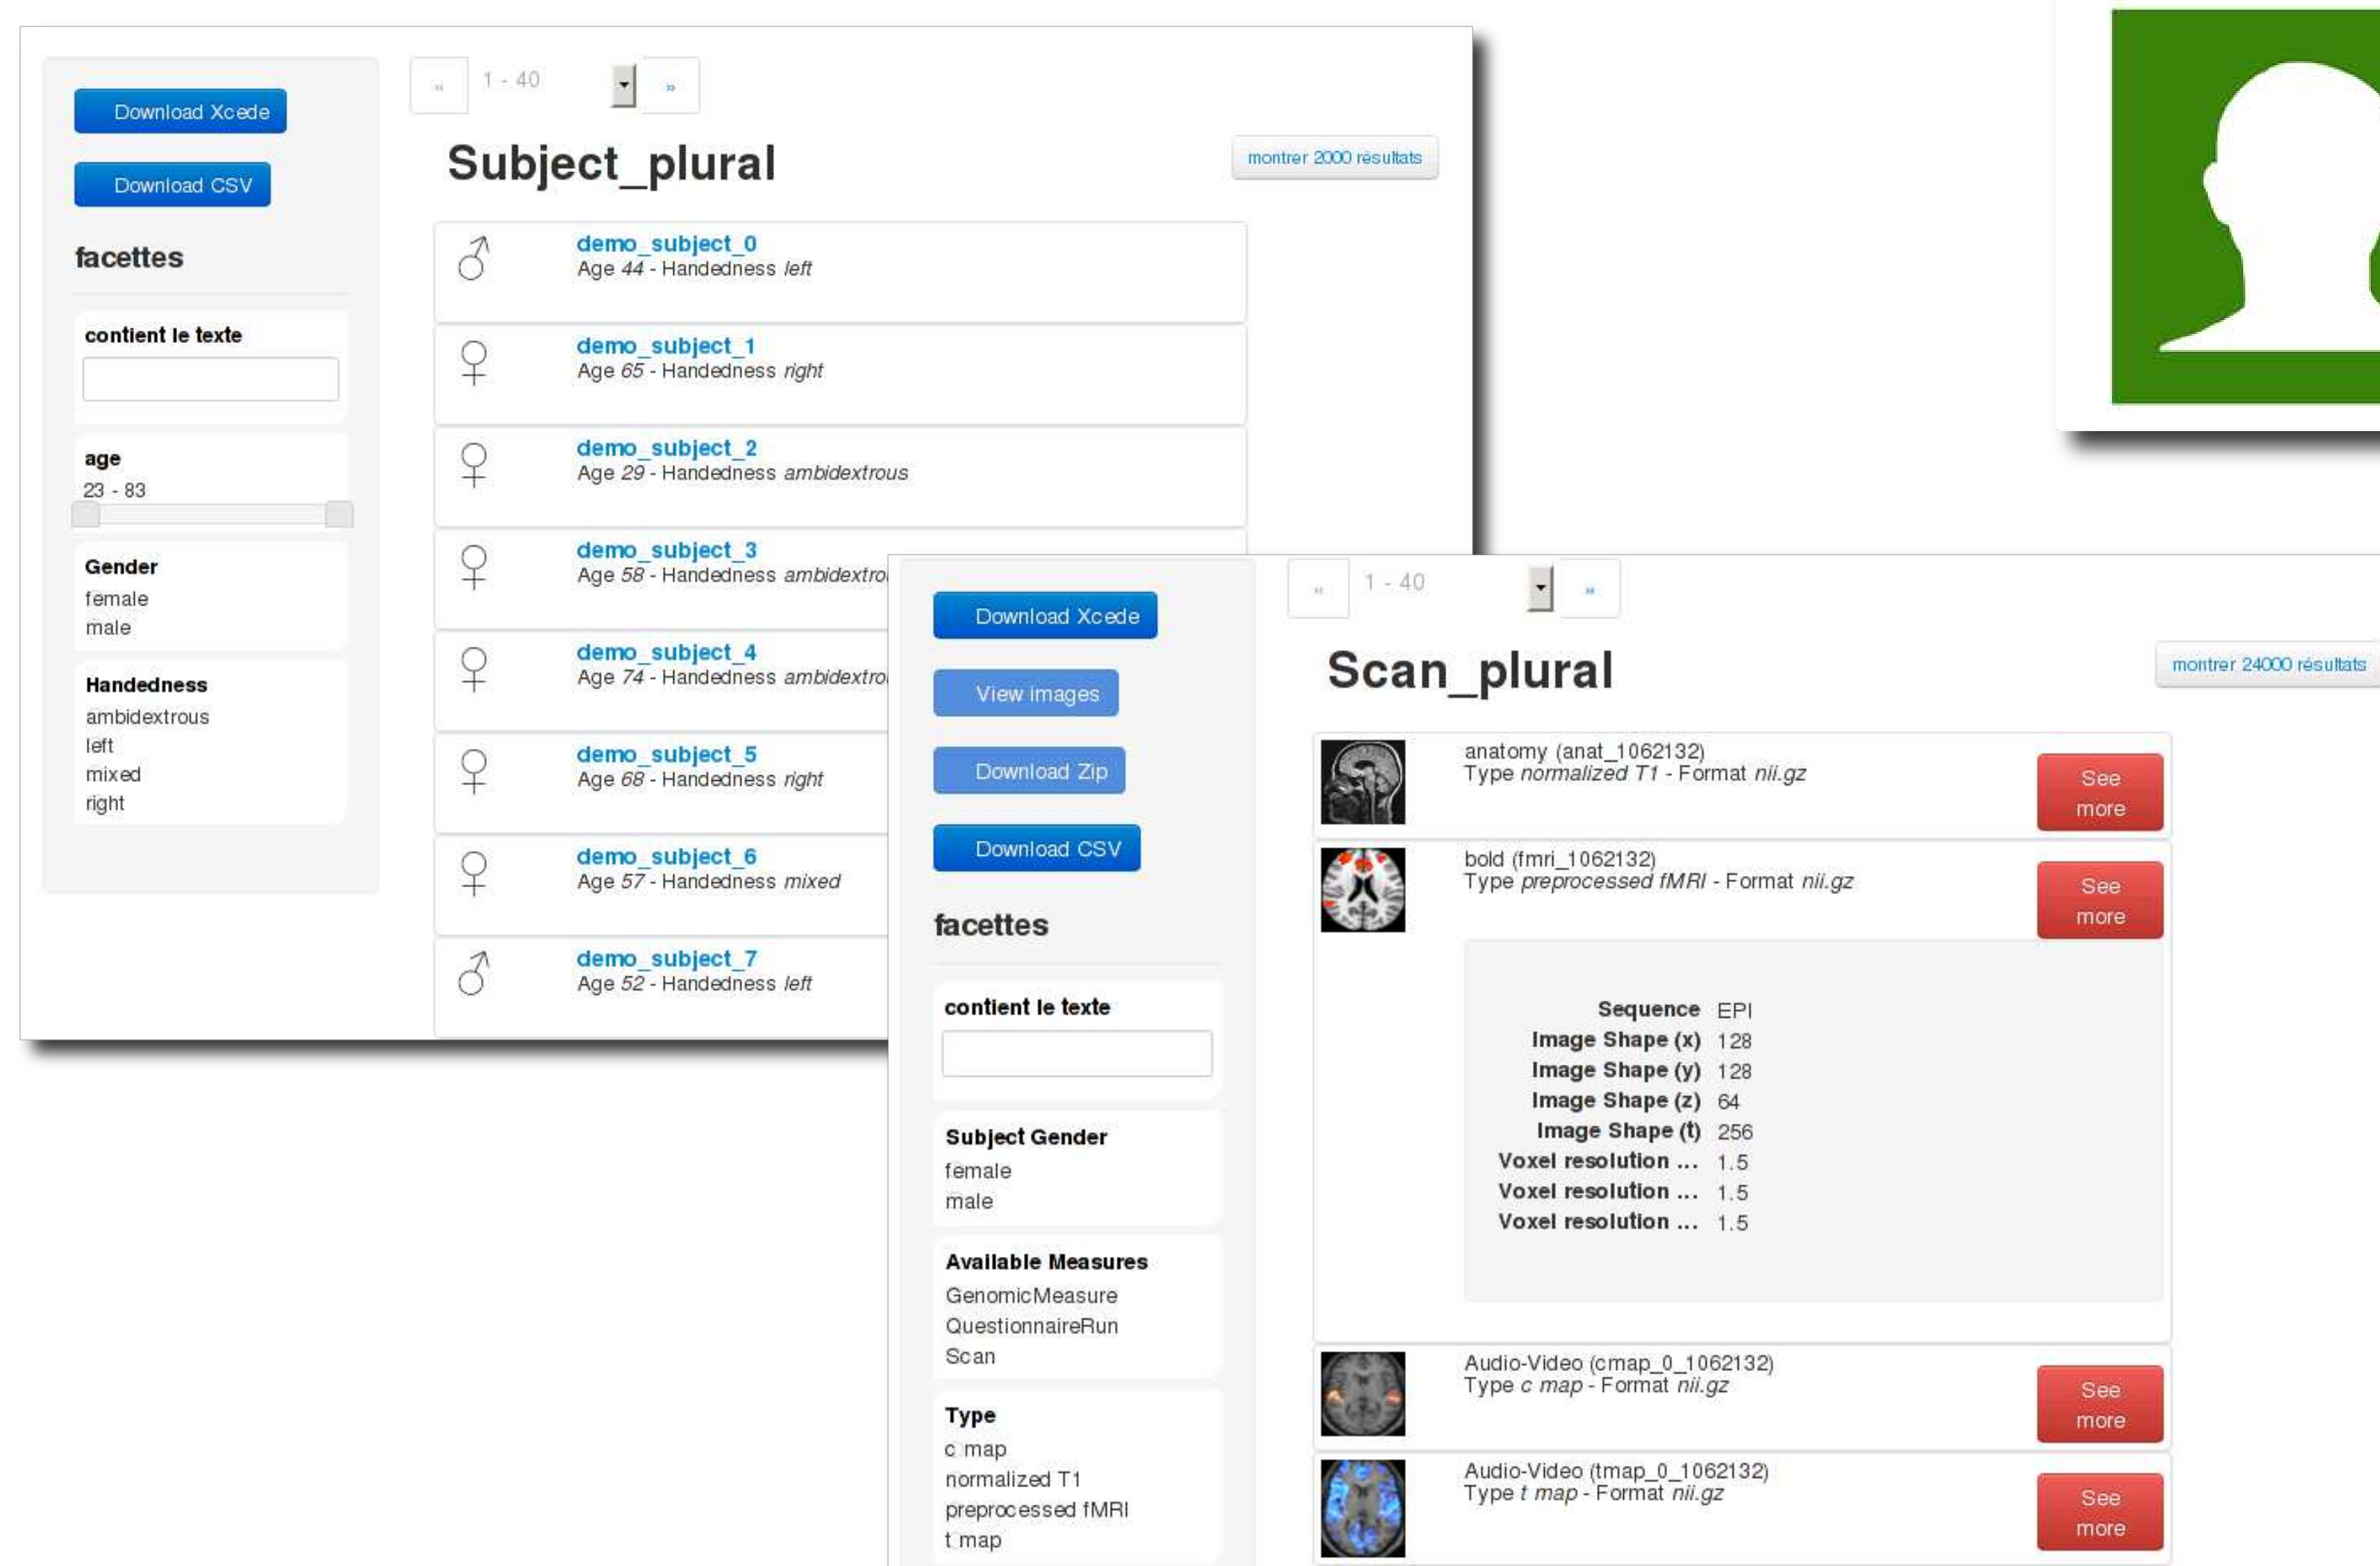 Download Xcede
Download CSV
facettes
contient le texte
age
23 - 83
Gender
female
male
Handedness
ambidextrous
left
mixed
right
« 1 - 40 »
Subject_plural
montrer 2000 résultats
demo_subject_0
Age 44 - Handedness left
demo_subject_1
Age 65 - Handedness right
demo_subject_2
Age 29 - Handedness ambidextrous
demo_subject_3
Age 58 - Handedness ambidextro
demo_subject_4
Age 74 - Handedness ambidextro
demo_subject_5
Age 68 - Handedness right
demo_subject_6
Age 57 - Handedness mixed
demo_subject_7
Age 52 - Handedness left
Download Xcede
View images
Download Zip
Download CSV
facettes
contient le texte
Subject Gender
female
male
Available Measures
GenomicMeasure
QuestionnaireRun
Scan
Type
c map
normalized T1
preprocessed fMRI
t map
« 1 - 40 »
Scan_plural
montrer 24000 résultats
anatomy (anat_1062132)
Type normalized T1 - Format nii.gz
See
more
bold (fmri_1062132)
Type preprocessed fMRI - Format nii.gz
See
more
Sequence EPI
Image Shape (x) 128
Image Shape (y) 128
Image Shape (z) 64
Image Shape (t) 256
Voxel resolution ... 1.5
Voxel resolution ... 1.5
Voxel resolution ... 1.5
Audio-Video (cmap_0_1062132)
Type c map - Format nii.gz
See
more
Audio-Video (tmap_0_1062132)
Type t map - Format nii.gz
See
more